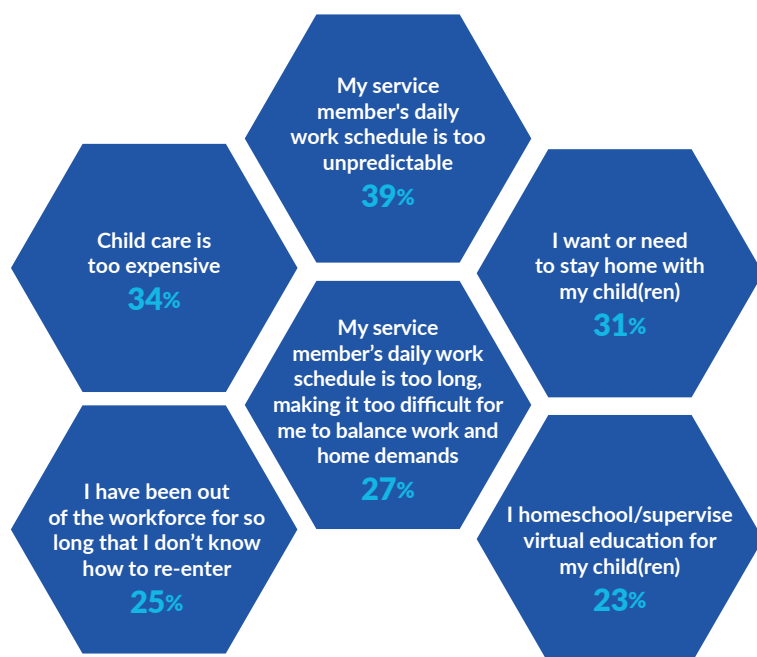 My service
member's daily
work schedule is too
unpredictable
39%
Child care is
too expensive
34%
I want or need
to stay home with
my child(ren)
31%
My service
member’s daily work
schedule is too long,
making it too difficult for
me to balance work and
home demands
27%
I have been out
of the workforce for so
long that I don’t know
how to re-enter
25%
I homeschool/supervise
virtual education for
my child(ren)
23%